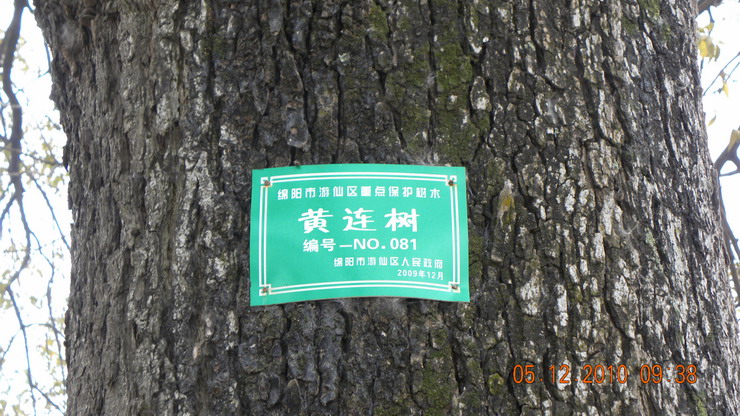 绵阳市游仙区重点保护树木
黄连树
编号—NO.081
绵阳市游仙区人民政府
2009年12月
05.12.2010 09:38